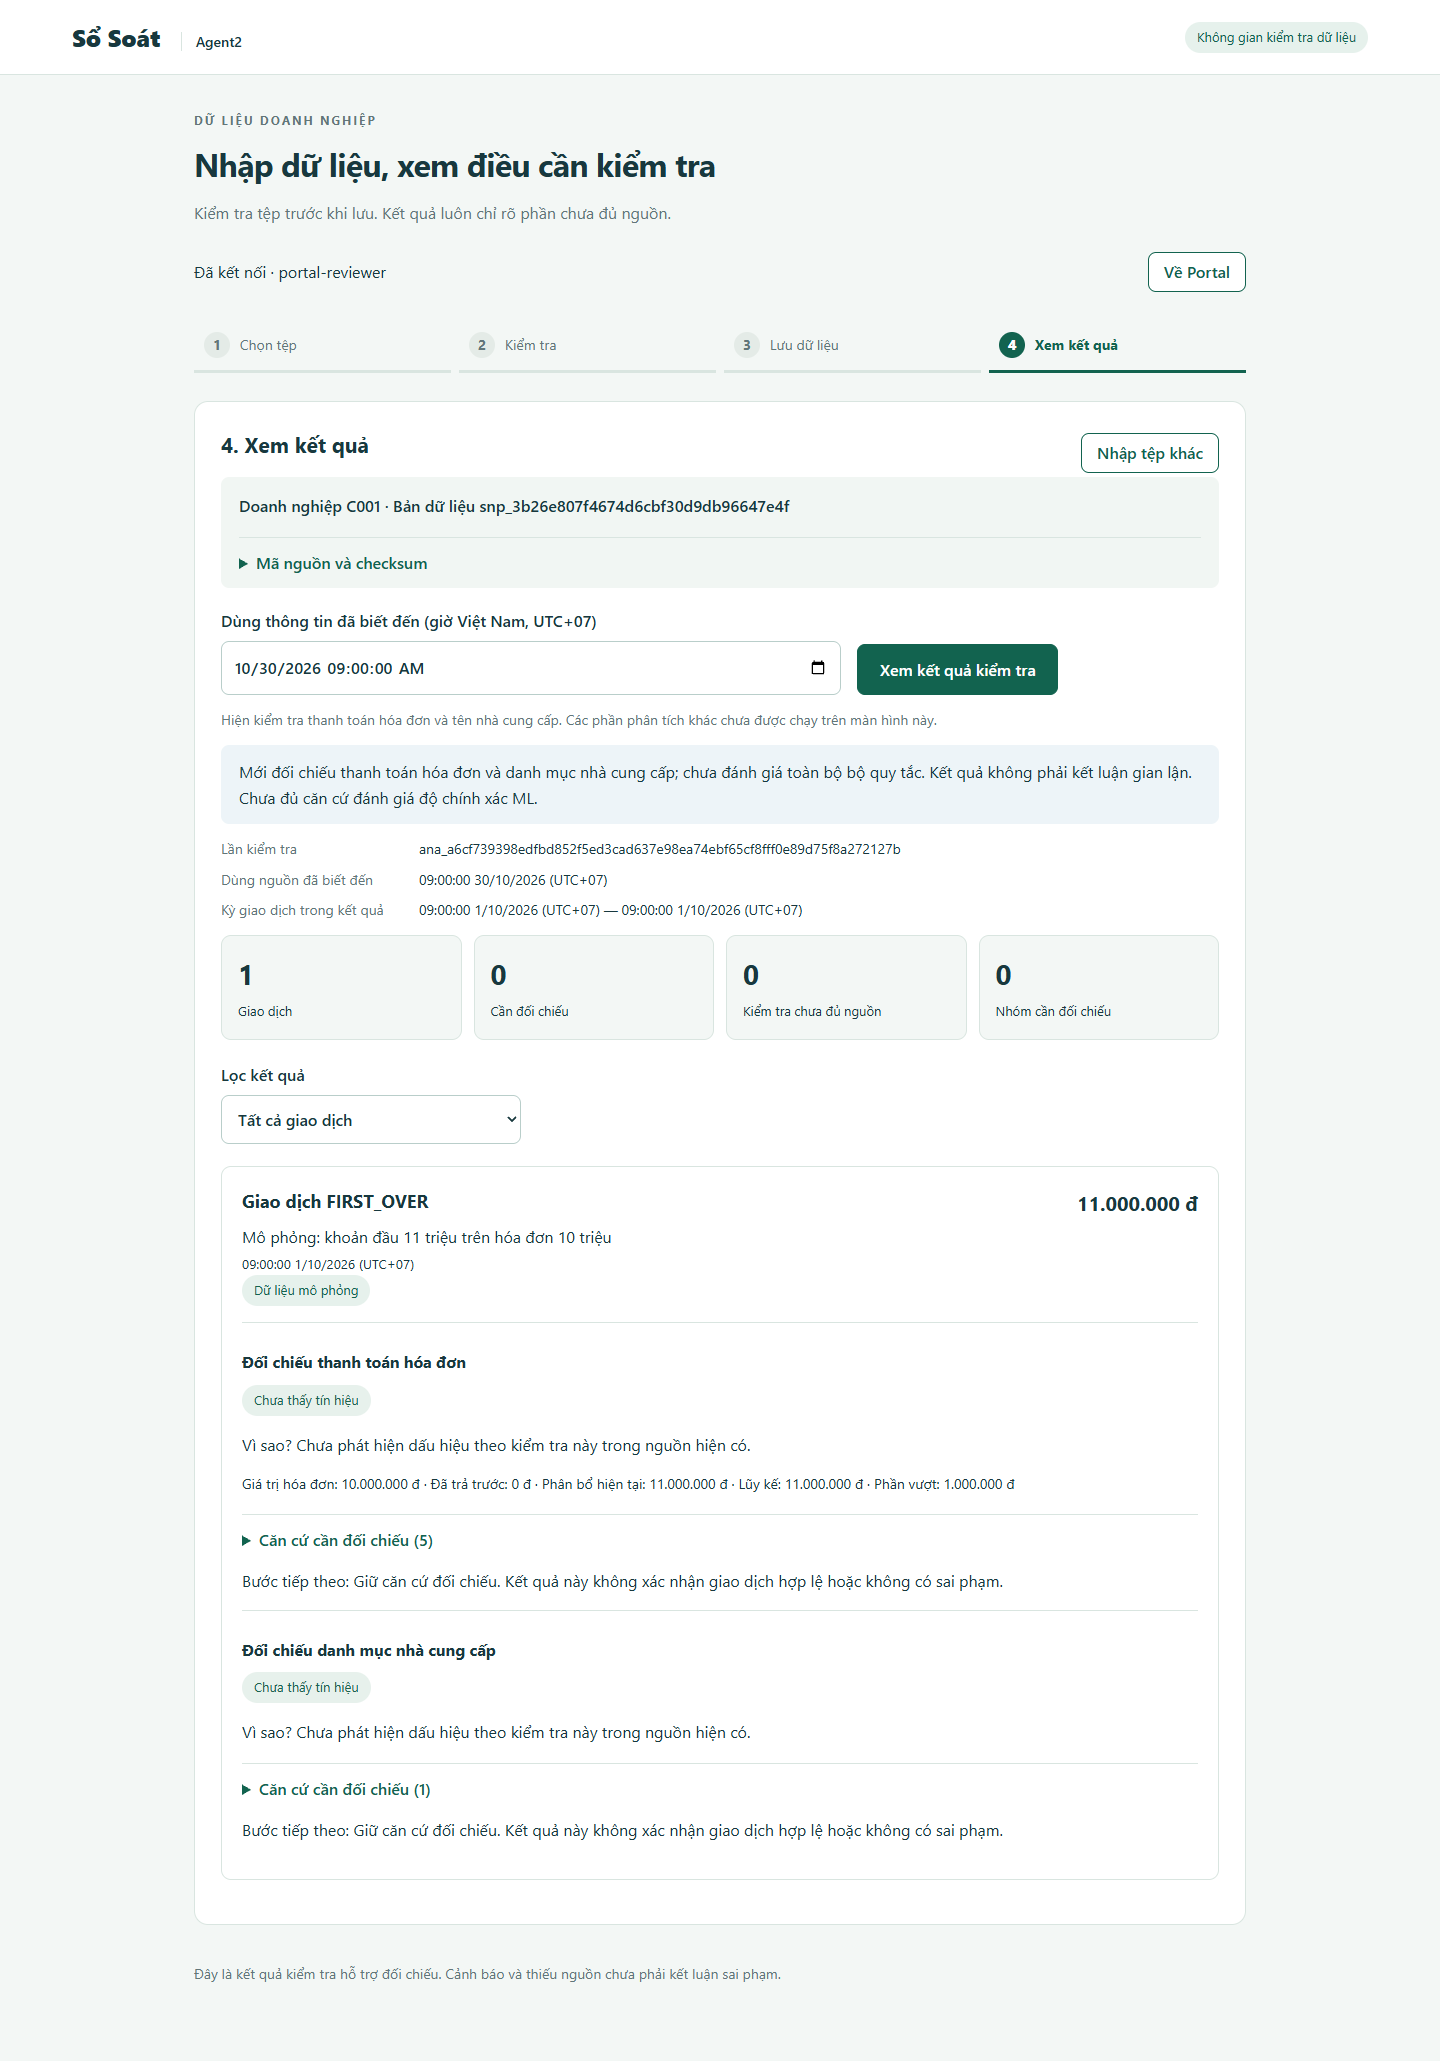 Sổ Soát
Agent2
Không gian kiểm tra dữ liệu
DỮ LIỆU DOANH NGHIỆP
Nhập dữ liệu, xem điều cần kiểm tra
Kiểm tra tệp trước khi lưu. Kết quả luôn chỉ rõ phần chưa đủ nguồn.
Đã kết nối · portal-reviewer
Về Portal
1 Chọn tệp
2 Kiểm tra
3 Lưu dữ liệu
4 Xem kết quả
4. Xem kết quả
Nhập tệp khác
Doanh nghiệp C001 · Bản dữ liệu snp_3b26e807f4674d6cbf30d9db96647e4f
Mã nguồn và checksum
Dùng thông tin đã biết đến (giờ Việt Nam, UTC+07)
10/30/2026 09:00:00 AM
Xem kết quả kiểm tra
Hiện kiểm tra thanh toán hóa đơn và tên nhà cung cấp. Các phần phân tích khác chưa được chạy trên màn hình này.
Mới đối chiếu thanh toán hóa đơn và danh mục nhà cung cấp; chưa đánh giá toàn bộ bộ quy tắc. Kết quả không phải kết luận gian lận.
Chưa đủ căn cứ đánh giá độ chính xác ML.
Lần kiểm tra ana_a6cf739398edfbd852f5ed3cad637e98ea74ebf65cf8fff0e89d75f8a272127b
Dùng nguồn đã biết đến 09:00:00 30/10/2026 (UTC+07)
Kỳ giao dịch trong kết quả 09:00:00 1/10/2026 (UTC+07) — 09:00:00 1/10/2026 (UTC+07)
1
Giao dịch
0
Cần đối chiếu
0
Kiểm tra chưa đủ nguồn
0
Nhóm cần đối chiếu
Lọc kết quả
Tất cả giao dịch
Giao dịch FIRST_OVER
11.000.000 đ
Mô phỏng: khoản đầu 11 triệu trên hóa đơn 10 triệu
09:00:00 1/10/2026 (UTC+07)
Dữ liệu mô phỏng
Đối chiếu thanh toán hóa đơn
Chưa thấy tín hiệu
Vì sao? Chưa phát hiện dấu hiệu theo kiểm tra này trong nguồn hiện có.
Giá trị hóa đơn: 10.000.000 đ · Đã trả trước: 0 đ · Phân bổ hiện tại: 11.000.000 đ · Lũy kế: 11.000.000 đ · Phần vượt: 1.000.000 đ
Căn cứ cần đối chiếu (5)
Bước tiếp theo: Giữ căn cứ đối chiếu. Kết quả này không xác nhận giao dịch hợp lệ hoặc không có sai phạm.
Đối chiếu danh mục nhà cung cấp
Chưa thấy tín hiệu
Vì sao? Chưa phát hiện dấu hiệu theo kiểm tra này trong nguồn hiện có.
Căn cứ cần đối chiếu (1)
Bước tiếp theo: Giữ căn cứ đối chiếu. Kết quả này không xác nhận giao dịch hợp lệ hoặc không có sai phạm.
Đây là kết quả kiểm tra hỗ trợ đối chiếu. Cảnh báo và thiếu nguồn chưa phải kết luận sai phạm.